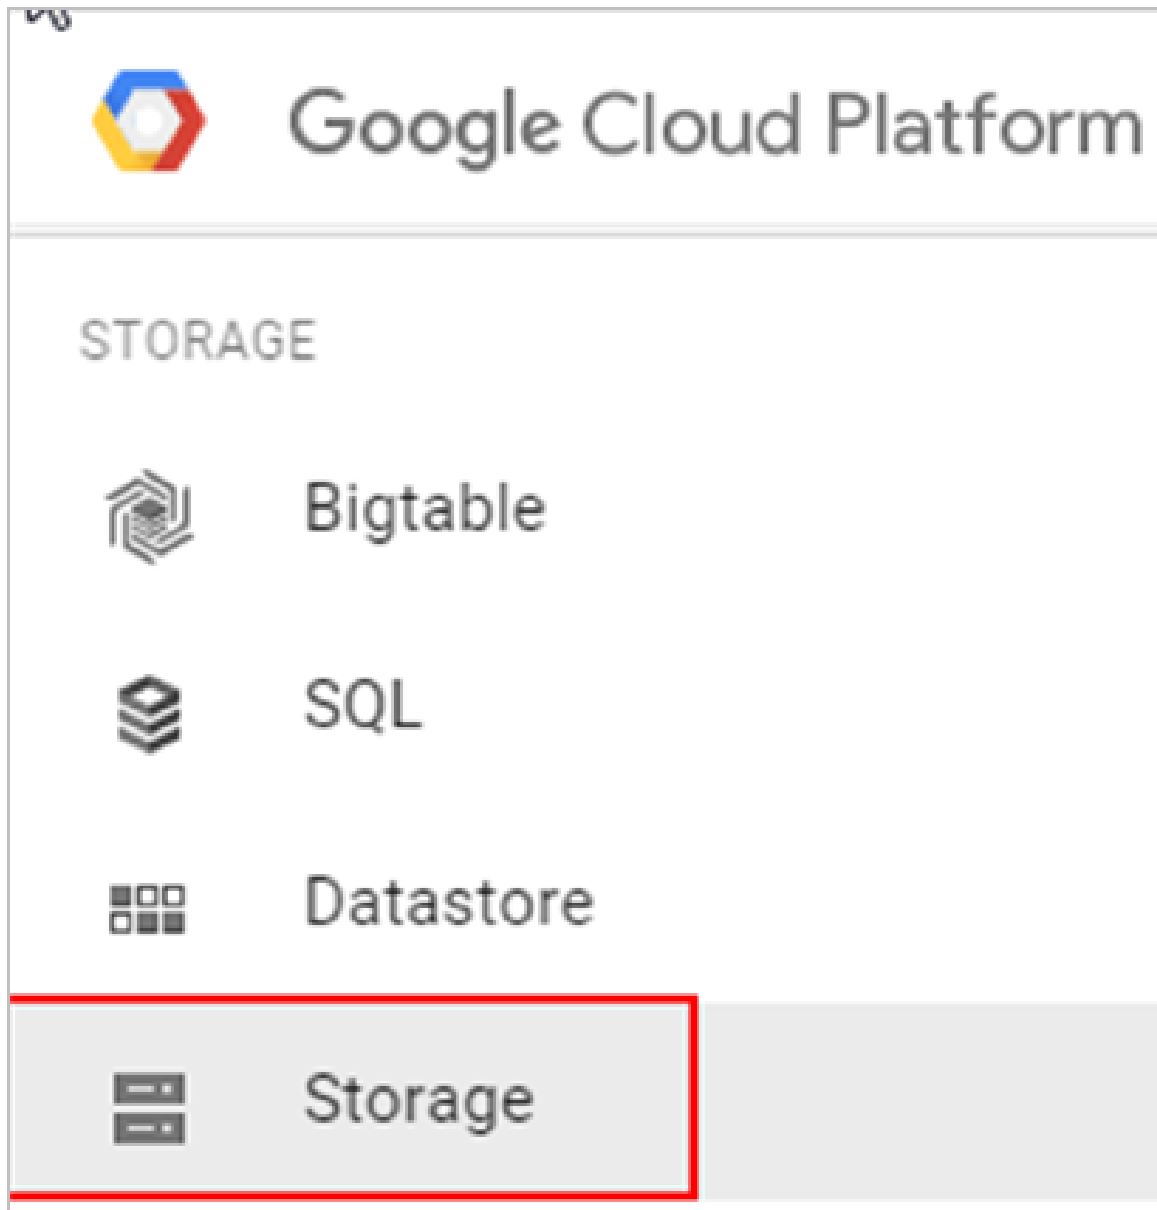 Google Cloud Platform
STORAGE
Bigtable
SQL
Datastore
Storage